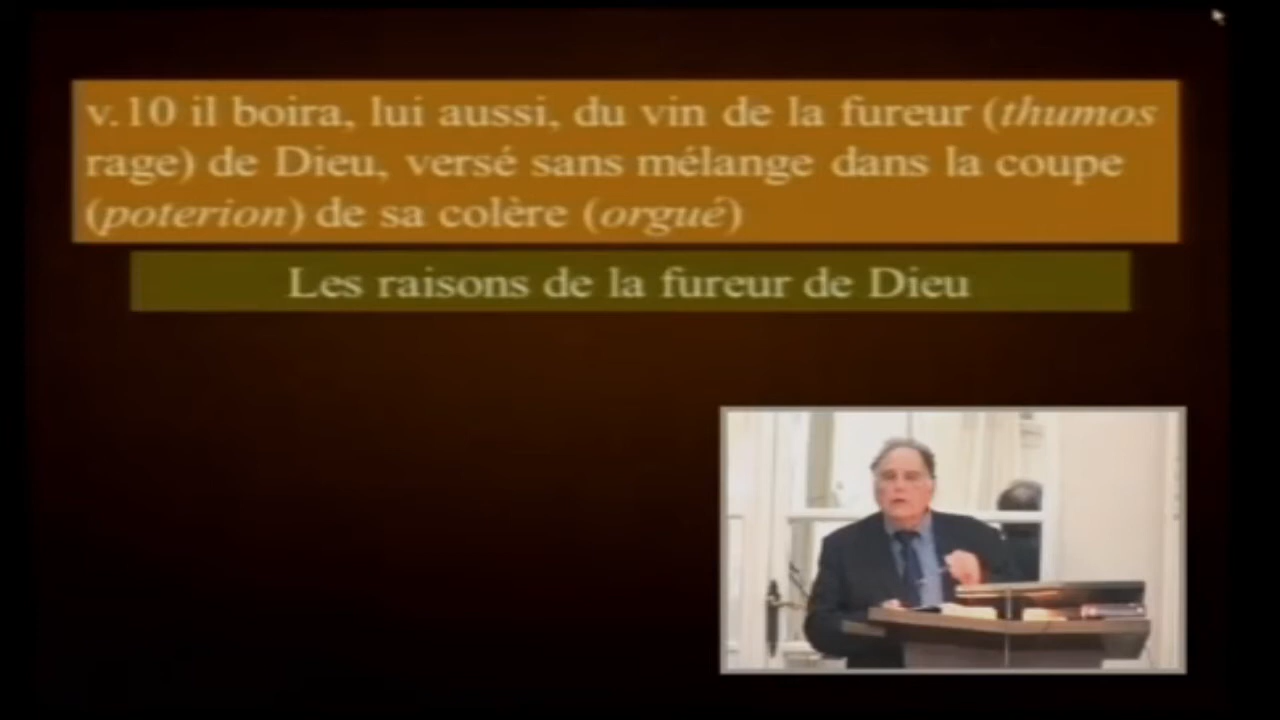 v.10 il boira, lui aussi, du vin de la fureur (thumos
rage) de Dieu, versé sans mélange dans la coupe
(poterion) de sa colère (orgué)
Les raisons de la fureur de Dieu